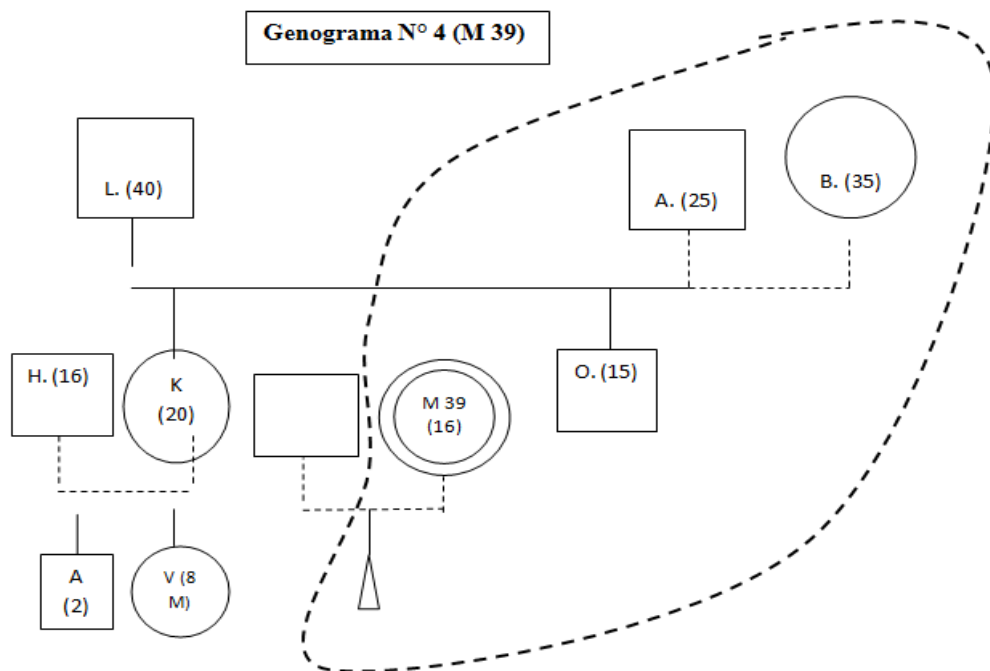 Genograma N° 4 (M 39)
L. (40)
A. (25)
B. (35)
H. (16)
K
(20)
M 39
(16)
O. (15)
A
(2)
V (8
M)